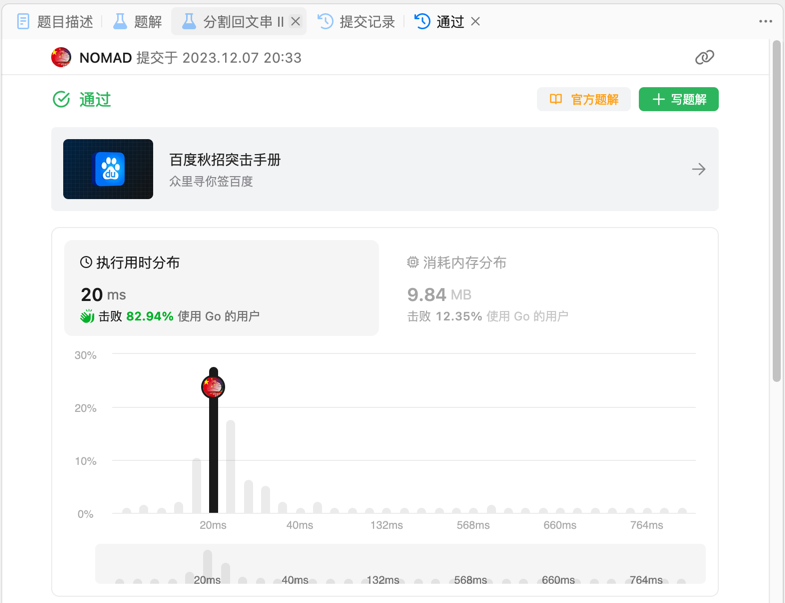 题目描述 题解 分割回文串 II 提交记录 通过
NOMAD 提交于 2023.12.07 20:33
通过 官方题解 写题解
du
百度秋招突击手册
众里寻你签百度
执行用时分布
20 ms
击败 82.94% 使用 Go 的用户
消耗内存分布
9.84 MB
击败 12.35% 使用 Go 的用户
30%
20%
10%
0%
20ms 40ms 132ms 568ms 660ms 764ms
20ms 40ms 132ms 568ms 660ms 764ms